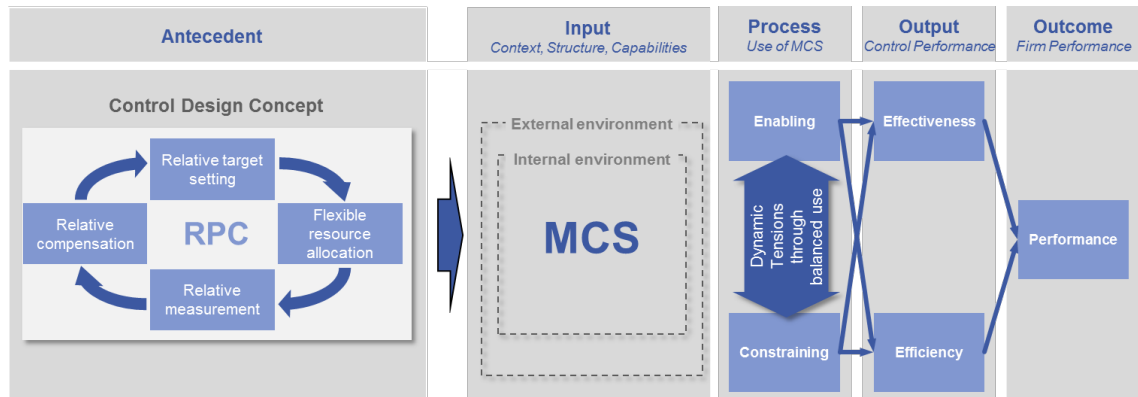 Antecedent
Input
Context, Structure, Capabilities
Process
Use of MCS
Output
Control Performance
Outcome
Firm Performance
Control Design Concept
Relative target
setting
Relative
compensation
RPC
Flexible
resource
allocation
Relative
measurement
External environment
Internal environment
MCS
Enabling
Dynamic
Tensions
through
balanced use
Constraining
Effectiveness
Efficiency
Performance